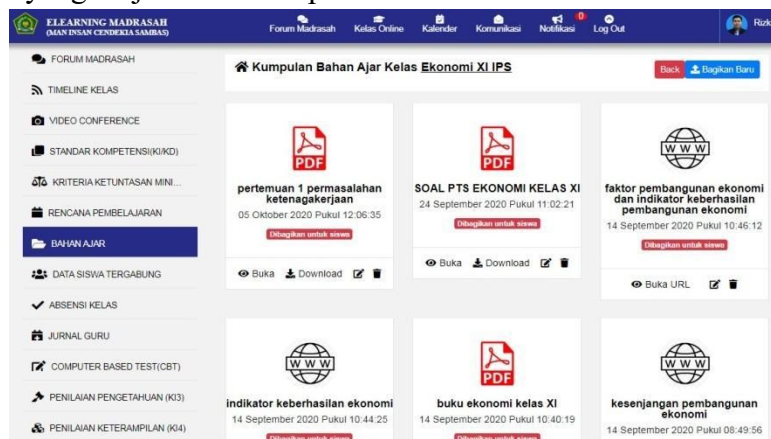 ELEARNING MADRASAH
(MAN INSAN CENDEKIA SAMBAS)
Forum Madrasah
Kelas Online
Kalender
Komunikasi
Notifikasi
0
Log Out
Rizk
FORUM MADRASAH
TIMELINE KELAS
VIDEO CONFERENCE
STANDAR KOMPETENSI(KI/KD)
KRITERIA KETUNTASAN MINI...
RENCANA PEMBELAJARAN
BAHAN AJAR
DATA SISWA TERGABUNG
ABSENSI KELAS
JURNAL GURU
COMPUTER BASED TEST(CBT)
PENILAIAN PENGETAHUAN (KI3)
PENILAIAN KETERAMPILAN (KI4)
Kumpulan Bahan Ajar Kelas Ekonomi XI IPS
Back
Bagikan Baru
PDF
pertemuan 1 permasalahan
ketenagakerjaan
05 Oktober 2020 Pukul 12:06:35
Dibagikan untuk siswa
Buka Download
PDF
SOAL PTS EKONOMI KELAS XI
24 September 2020 Pukul 11:02:21
Dibagikan untuk siswa
Buka Download
WWW
faktor pembangunan ekonomi
dan indikator keberhasilan
pembangunan ekonomi
14 September 2020 Pukul 10:46:12
Dibagikan untuk siswa
Buka URL
WWW
indikator keberhasilan ekonomi
14 September 2020 Pukul 10:44:25
Dibagikan untuk siswa
PDF
buku ekonomi kelas XI
14 September 2020 Pukul 10:40:19
Dibagikan untuk siswa
WWW
kesenjangan pembangunan
ekonomi
14 September 2020 Pukul 08:49:56